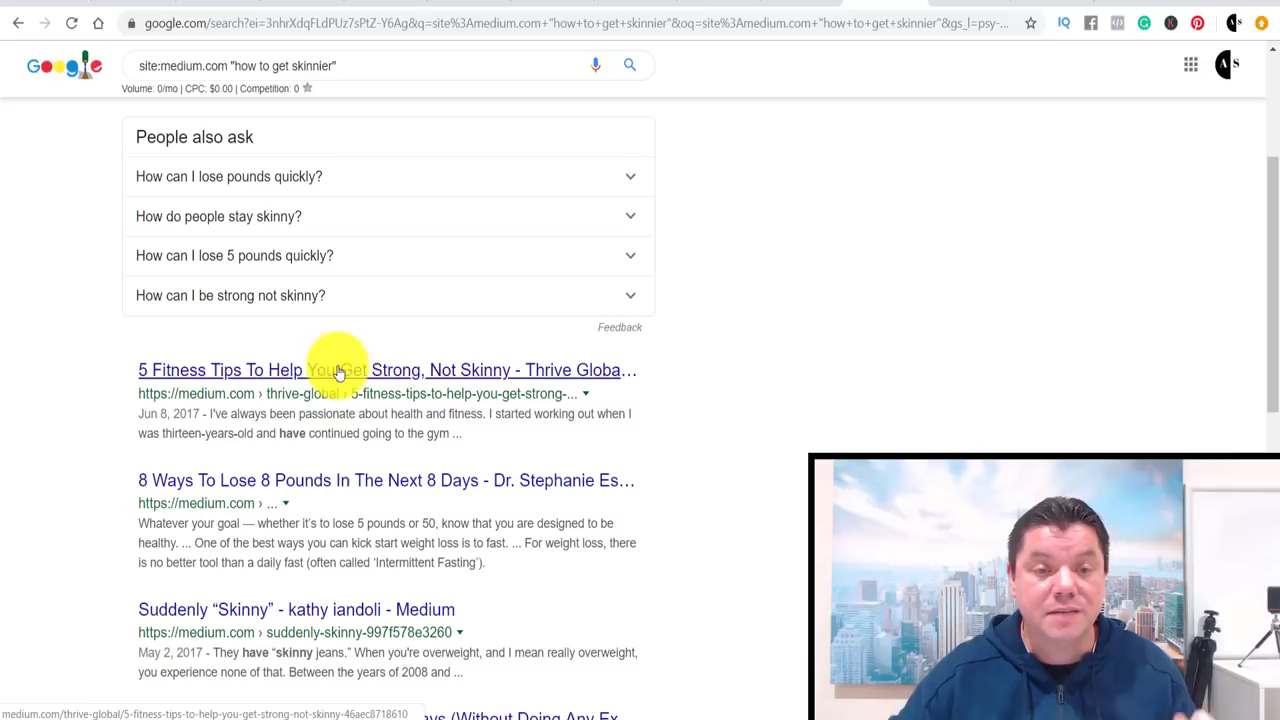 google.com/search?ei=3nhrXdqFLdPUz7sPtZ-Y6Ag&q=site%3Amedium.com+"how+to+get+skinnier"&oq=site%3Amedium.com+"how+to+get+skinnier"&gs_l=psy-...
Google
site:medium.com "how to get skinnier"
AS
Volume: 0/mo | CPC: $0.00 | Competition: 0
People also ask
How can I lose pounds quickly?
How do people stay skinny?
How can I lose 5 pounds quickly?
How can I be strong not skinny?
Feedback
5 Fitness Tips To Help You Get Strong, Not Skinny - Thrive Globa...
https://medium.com › thrive-global › 5-fitness-tips-to-help-you-get-strong-...
Jun 8, 2017 - I've always been passionate about health and fitness. I started working out when I
was thirteen-years-old and have continued going to the gym ...
8 Ways To Lose 8 Pounds In The Next 8 Days - Dr. Stephanie Es...
https://medium.com › ...
Whatever your goal — whether it's to lose 5 pounds or 50, know that you are designed to be
healthy. ... One of the best ways you can kick start weight loss is to fast. ... For weight loss, there
is no better tool than a daily fast (often called 'Intermittent Fasting').
Suddenly “Skinny” - kathy iandoli - Medium
https://medium.com › suddenly-skinny-997f578e3260
May 2, 2017 - They have “skinny jeans.” When you're overweight, and I mean really overweight,
you experience none of that. Between the years of 2008 and ...
medium.com/thrive-global/5-fitness-tips-to-help-you-get-strong-not-skinny-46aec8718610
ays (Without Doing Any Ex